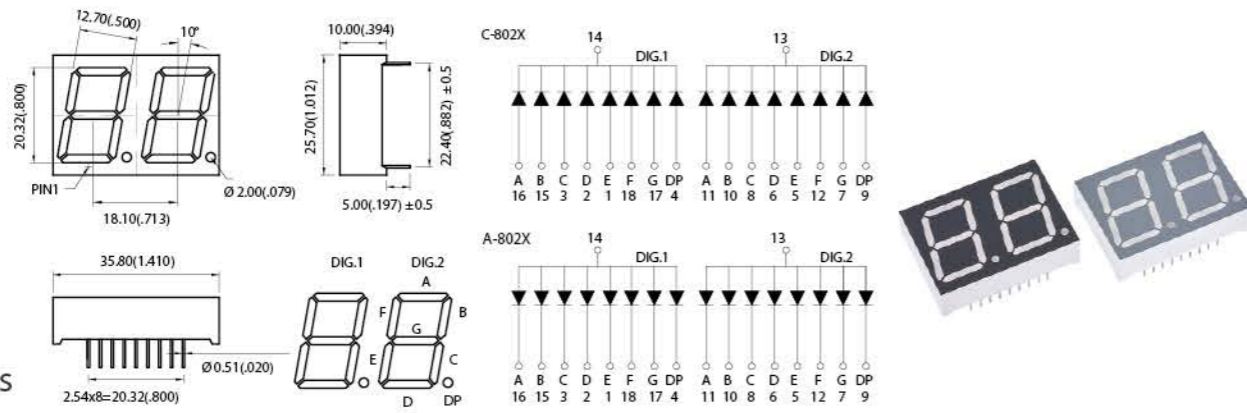 12.70(.500)
10°
20.32(.800)
PIN1
Ø 2.00(.079)
18.10(.713)
10.00(.394)
25.70(1.012)
22.40(.882) ±0.5
5.00(.197) ±0.5
C-802X
14
DIG.1
13
DIG.2
A B C D E F G DP A B C D E F G DP
16 15 3 2 1 18 17 4 11 10 8 6 5 12 7 9
35.80(1.410)
Ø0.51(.020)
2.54x8=20.32(.800)
S
DIG.1
DIG.2
A
F
B
G
E
C
D
DP
A-802X
14
DIG.1
13
DIG.2
A B C D E F G DP A B C D E F G DP
16 15 3 2 1 18 17 4 11 10 8 6 5 12 7 9